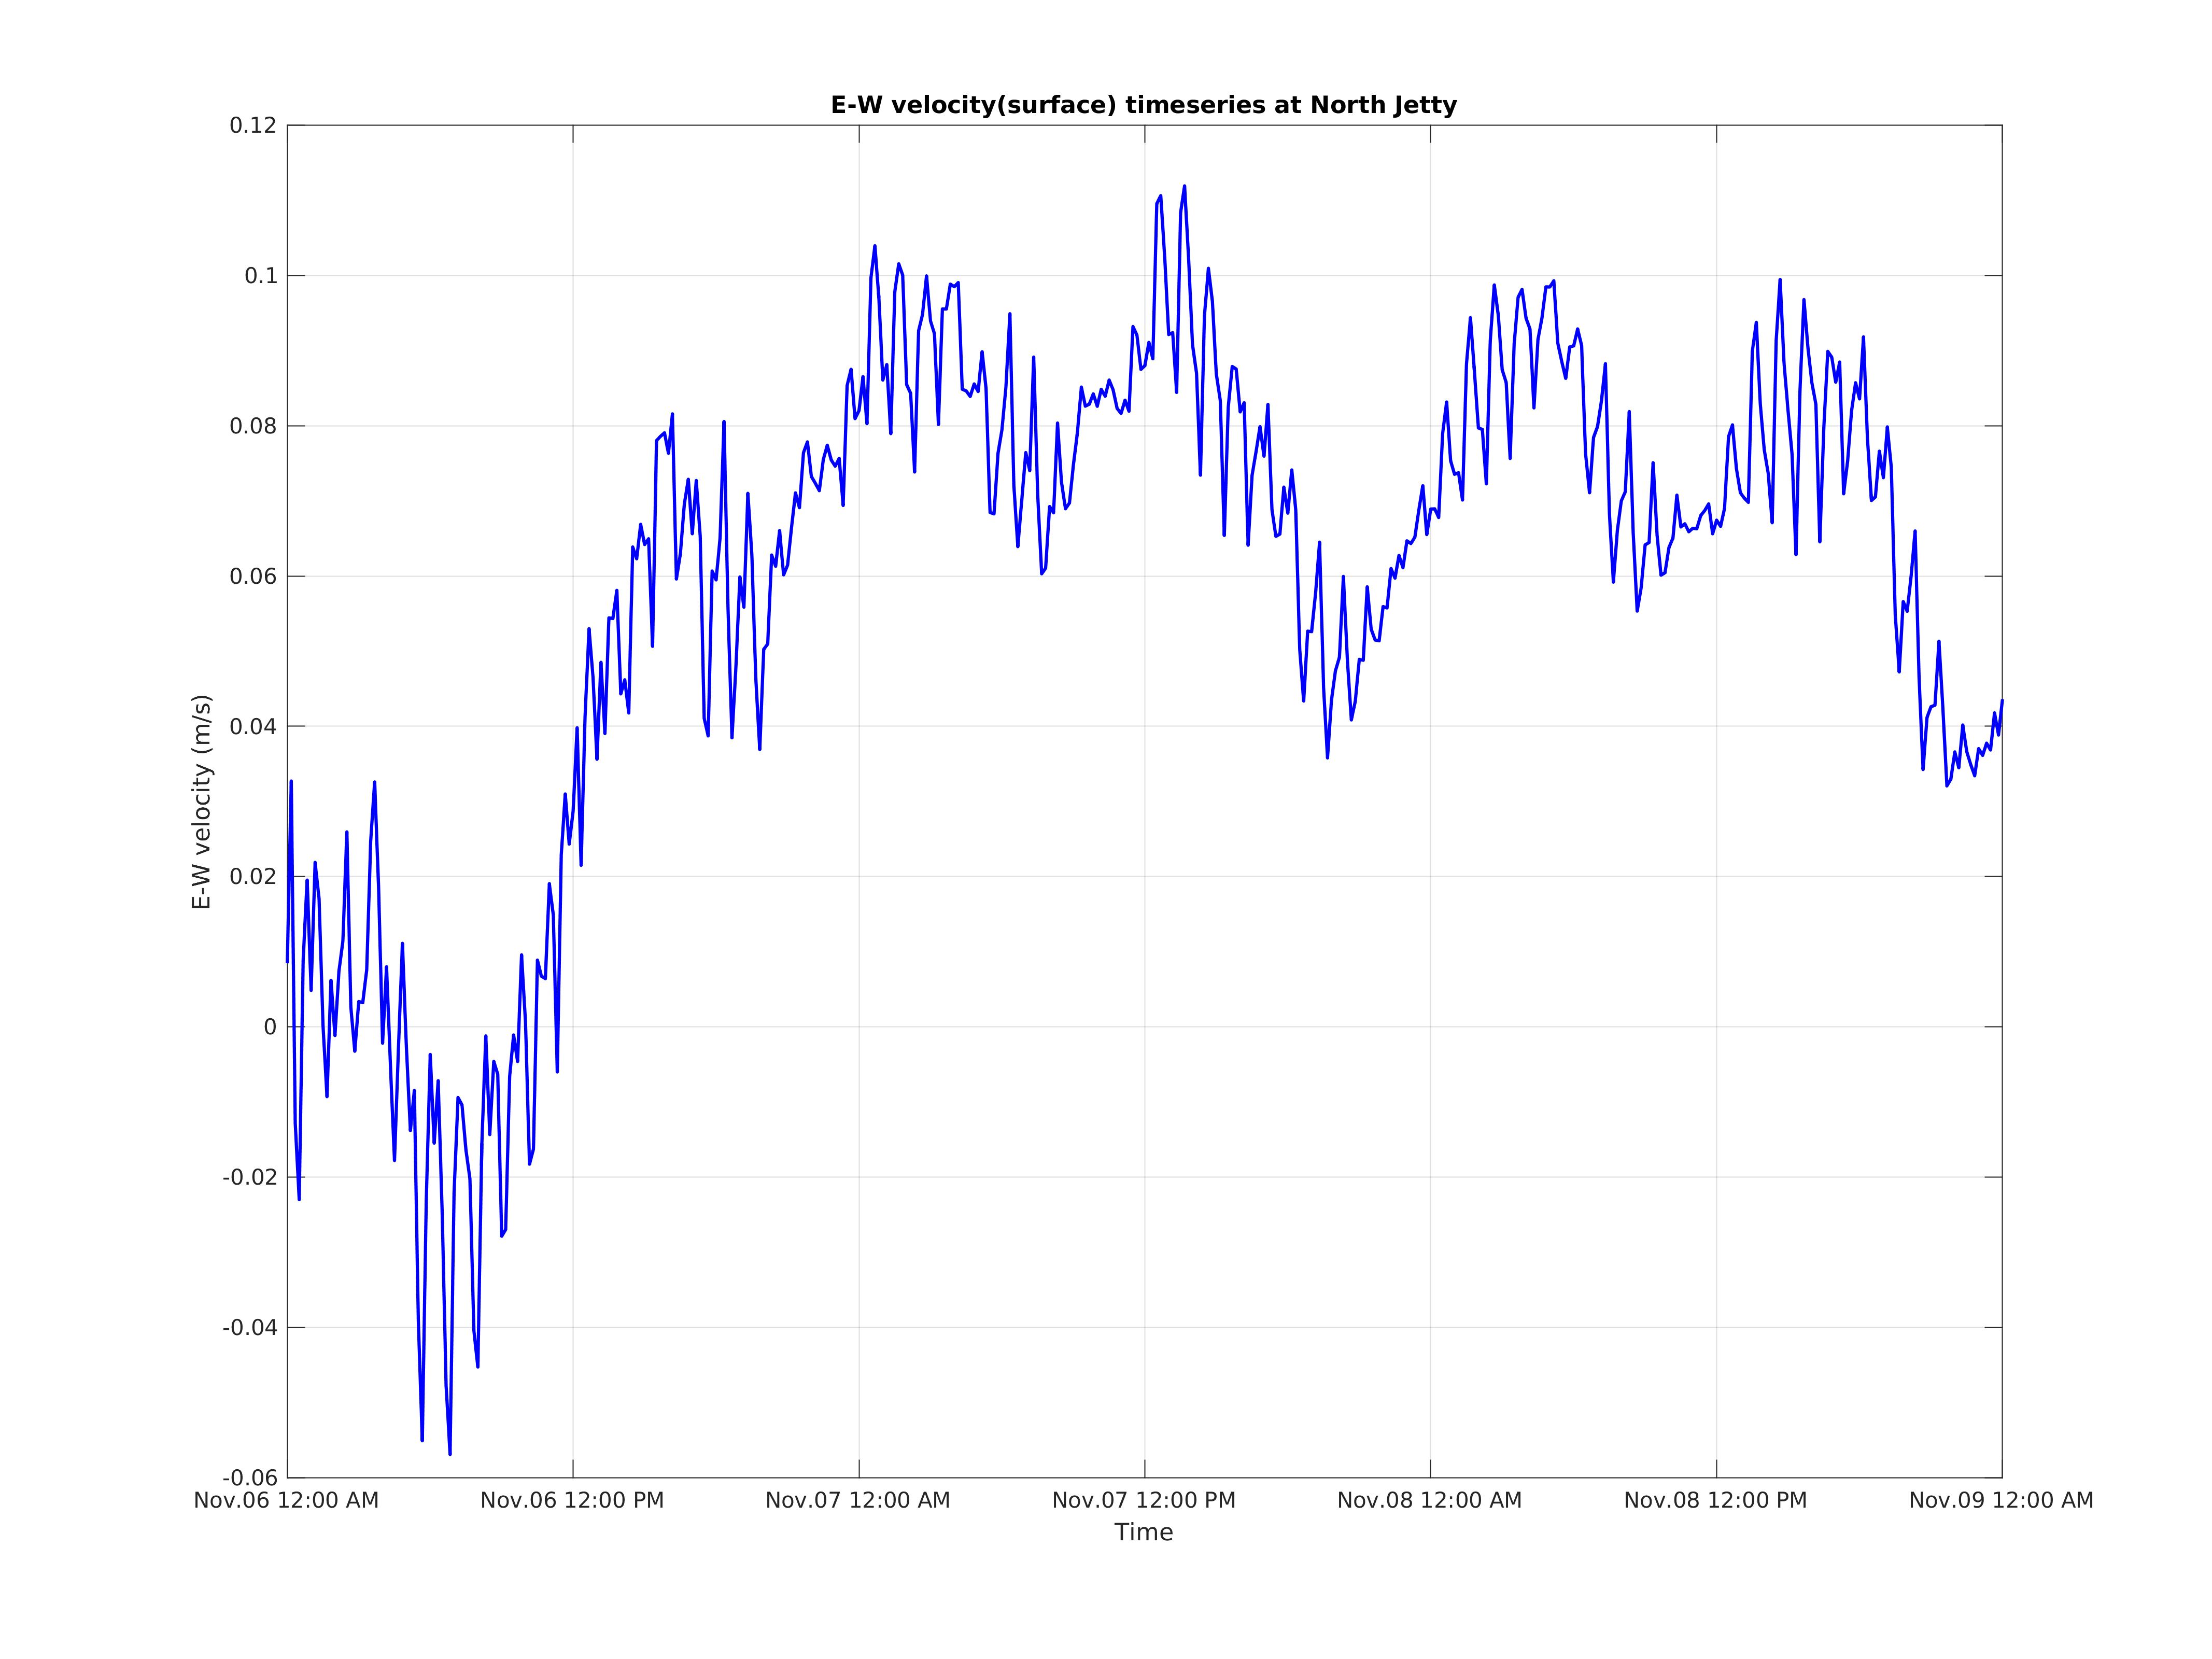 E-W velocity(surface) timeseries at North Jetty
0.12
0.1
0.08
0.06
0.04
0.02
0
-0.02
-0.04
-0.06
E-W velocity (m/s)
Nov.06 12:00 AM Nov.06 12:00 PM Nov.07 12:00 AM Nov.07 12:00 PM Nov.08 12:00 AM Nov.08 12:00 PM Nov.09 12:00 AM
Time